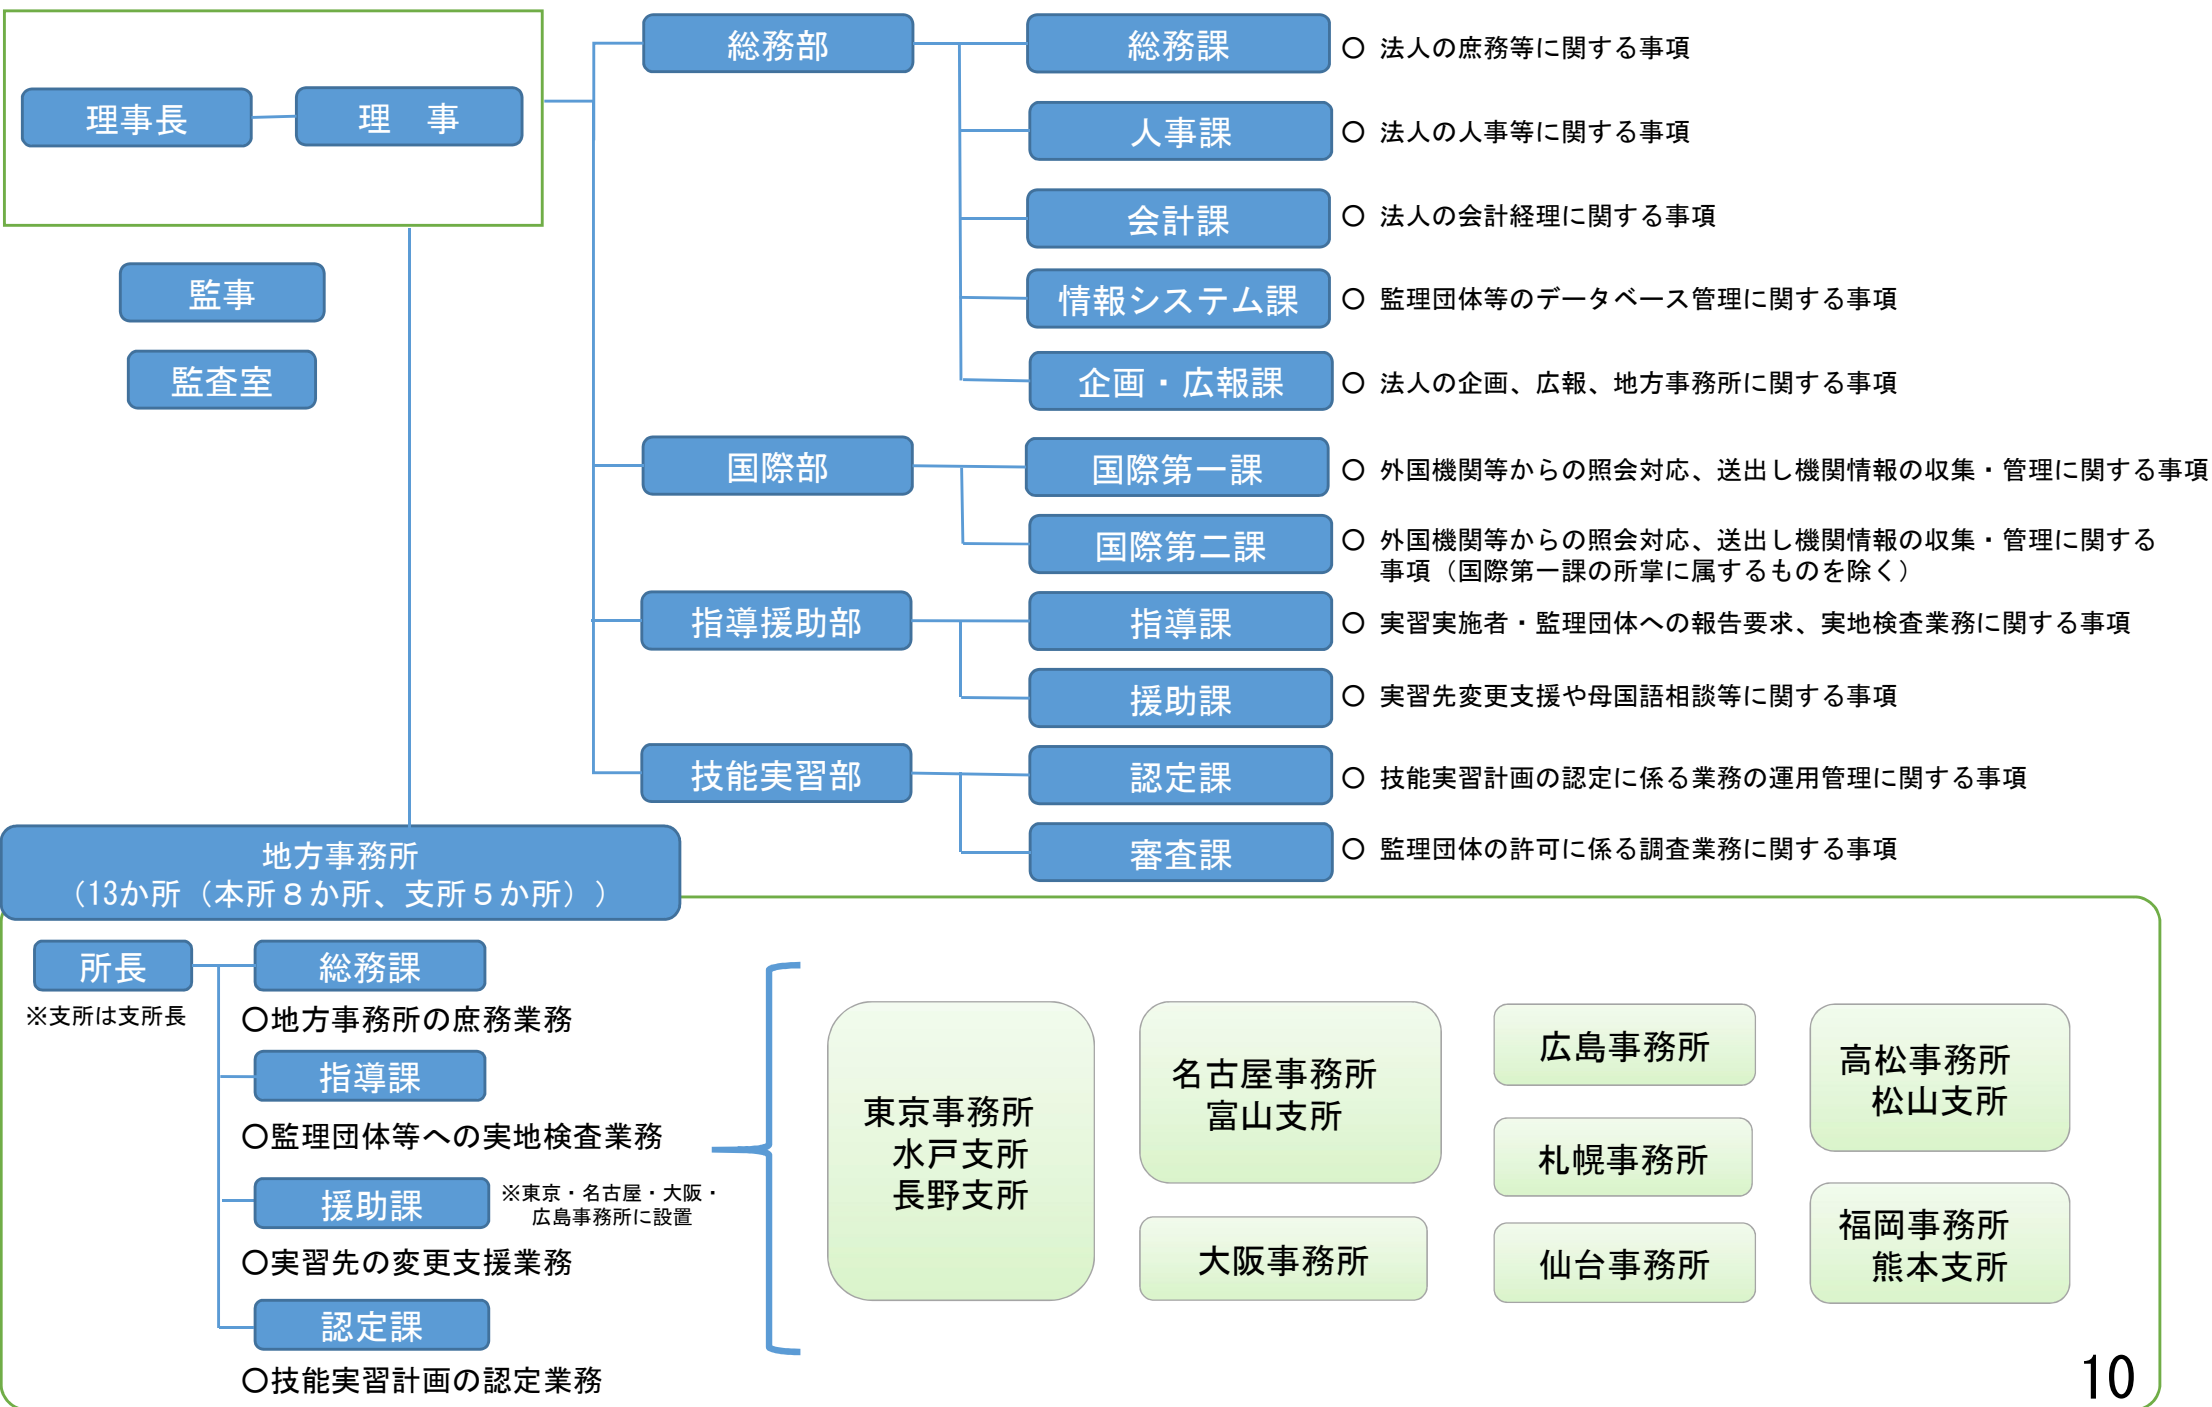 理事長
理　事
監事
監査室
総務部
総務課
〇 法人の庶務等に関する事項
人事課
〇 法人の人事等に関する事項
会計課
〇 法人の会計経理に関する事項
情報システム課
〇 監理団体等のデータベース管理に関する事項
企画・広報課
〇 法人の企画、広報、地方事務所に関する事項
国際部
国際第一課
〇 外国機関等からの照会対応、送出し機関情報の収集・管理に関する事項
国際第二課
〇 外国機関等からの照会対応、送出し機関情報の収集・管理に関する
事項（国際第一課の所掌に属するものを除く）
指導援助部
指導課
〇 実習実施者・監理団体への報告要求、実地検査業務に関する事項
援助課
〇 実習先変更支援や母国語相談等に関する事項
技能実習部
認定課
〇 技能実習計画の認定に係る業務の運用管理に関する事項
審査課
〇 監理団体の許可に係る調査業務に関する事項
地方事務所
（13か所（本所８か所、支所５か所））
所長
※支所は支所長
総務課
〇地方事務所の庶務業務
指導課
〇監理団体等への実地検査業務
援助課
※東京・名古屋・大阪・
広島事務所に設置
〇実習先の変更支援業務
認定課
〇技能実習計画の認定業務
東京事務所
水戸支所
長野支所
名古屋事務所
富山支所
大阪事務所
広島事務所
札幌事務所
仙台事務所
高松事務所
松山支所
福岡事務所
熊本支所
10